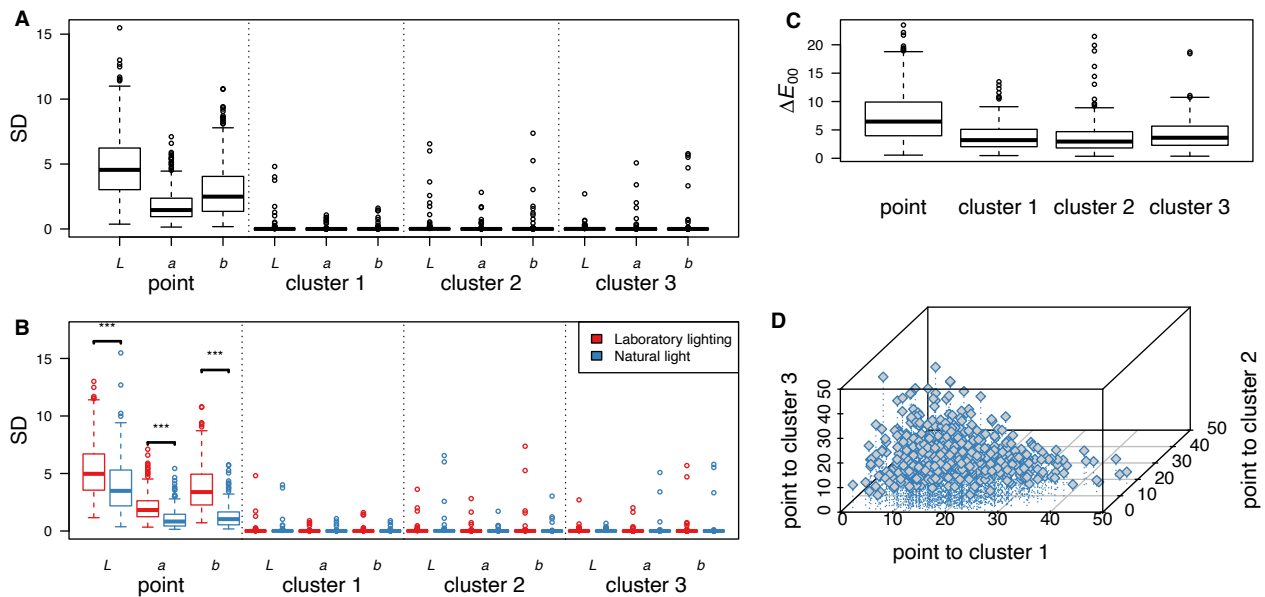 A
SD
15
10
5
0
L a b L a b L a b L a b
point cluster 1 cluster 2 cluster 3
B
SD
15
10
5
0
*** *** ***
Laboratory lighting
Natural light
L a b L a b L a b L a b
point cluster 1 cluster 2 cluster 3
C
ΔE00
20
15
10
5
0
point cluster 1 cluster 2 cluster 3
D
point to cluster 3
50
40
30
20
10
0
0 10 20 30 40 50
point to cluster 1
0
10
20
30
40
50
point to cluster 2